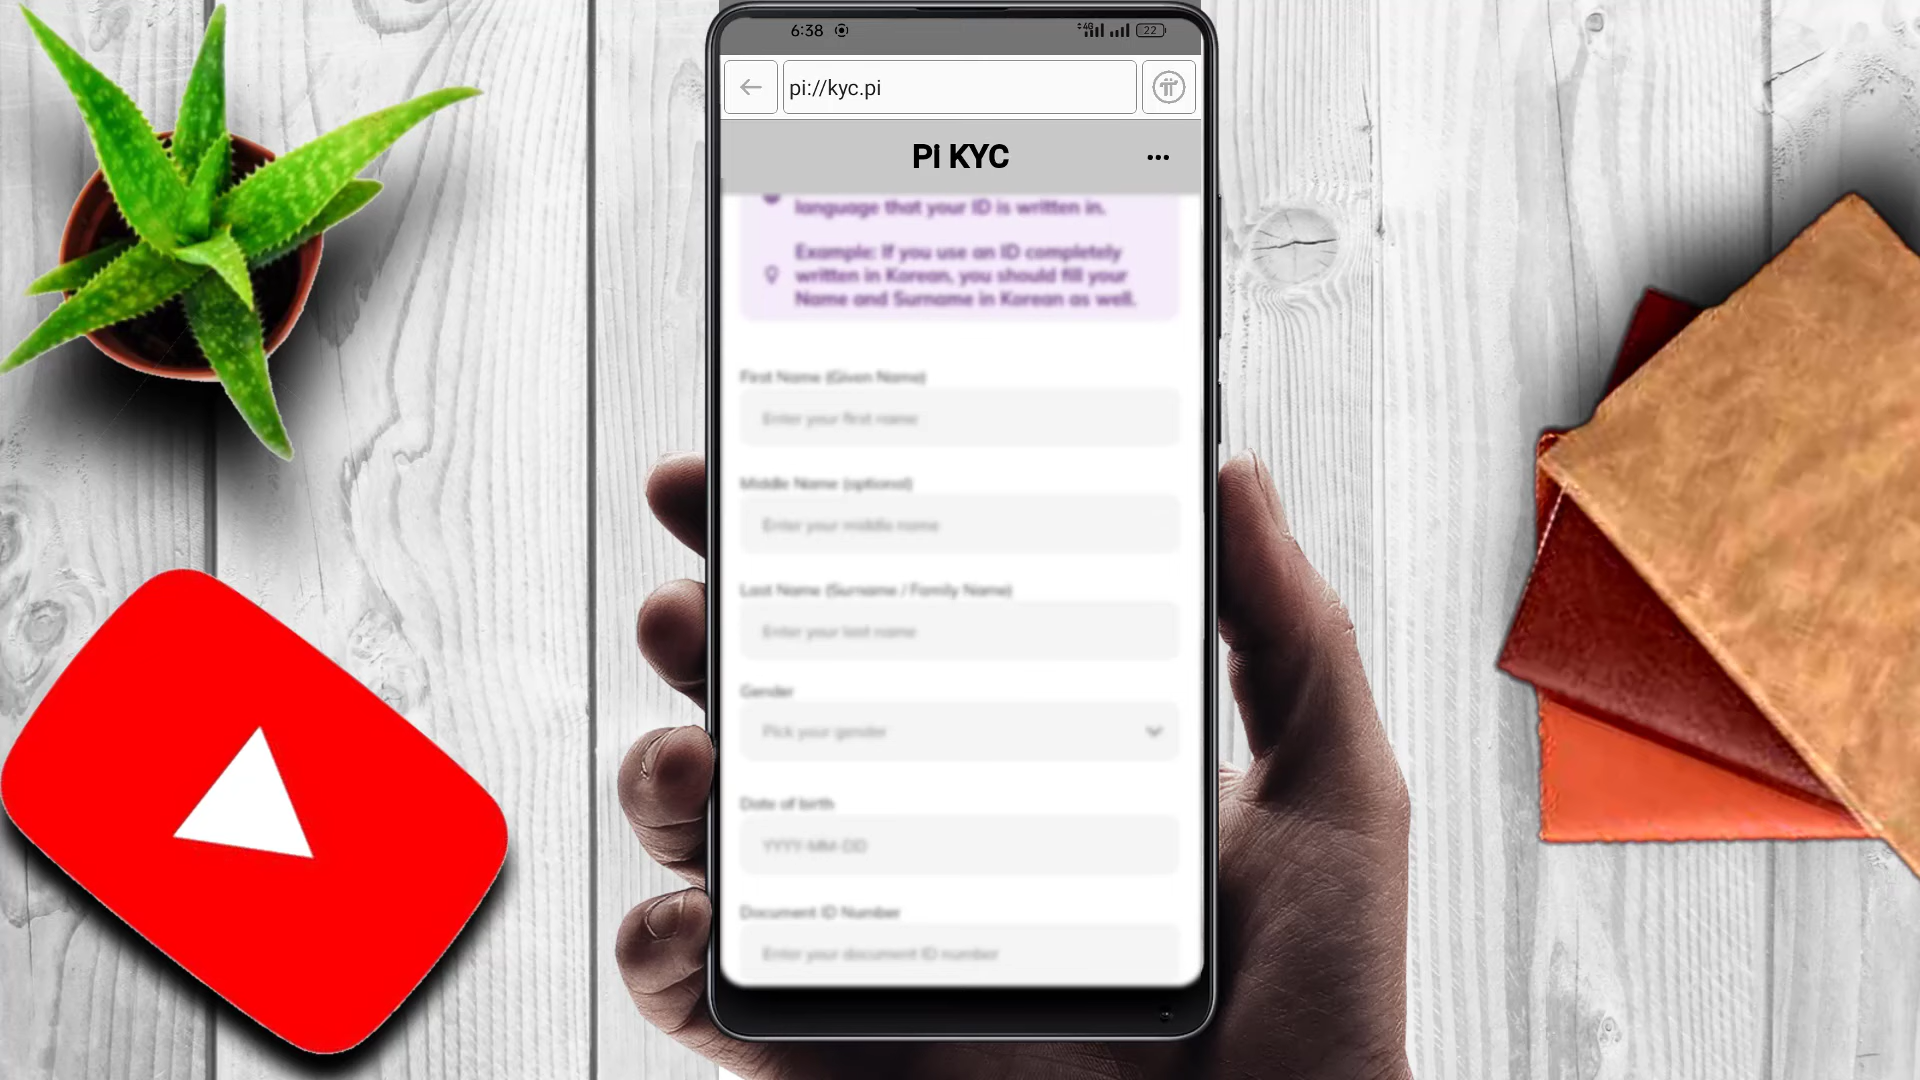 6:38
4G
22
pi://kyc.pi
Pi KYC
language that your ID is written in.
Example: If you use an ID completely
written in Korean, you should fill your
Name and Surname in Korean as well.
First Name (Given Name)
Enter your first name
Middle Name (optional)
Enter your middle name
Last Name (Surname / Family Name)
Enter your last name
Gender
Pick your gender
Date of birth
YYYY-MM-DD
Document ID Number
Enter your document ID number